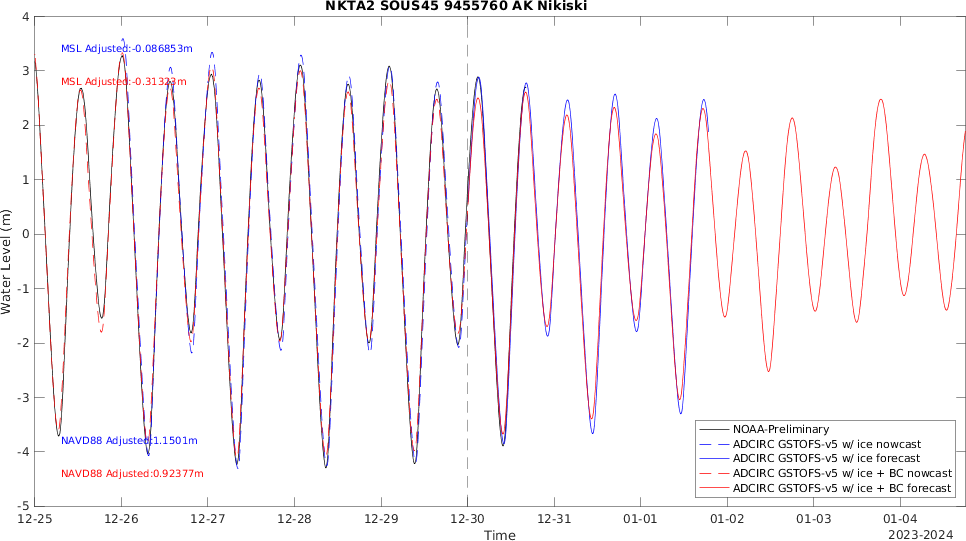 NKTA2 SOUS45 9455760 AK Nikiski
4
3
2
1
0
-1
-2
-3
-4
-5
Water Level (m)
MSL Adjusted:-0.086853m
MSL Adjusted:-0.31323m
NAVD88 Adjusted:1.1501m
NAVD88 Adjusted:0.92377m
NOAA-Preliminary
ADCIRC GSTOFS-v5 w/ ice nowcast
ADCIRC GSTOFS-v5 w/ ice forecast
ADCIRC GSTOFS-v5 w/ ice + BC nowcast
ADCIRC GSTOFS-v5 w/ ice + BC forecast
12-25 12-26 12-27 12-28 12-29 12-30 12-31 01-01 01-02 01-03 01-04
Time
2023-2024